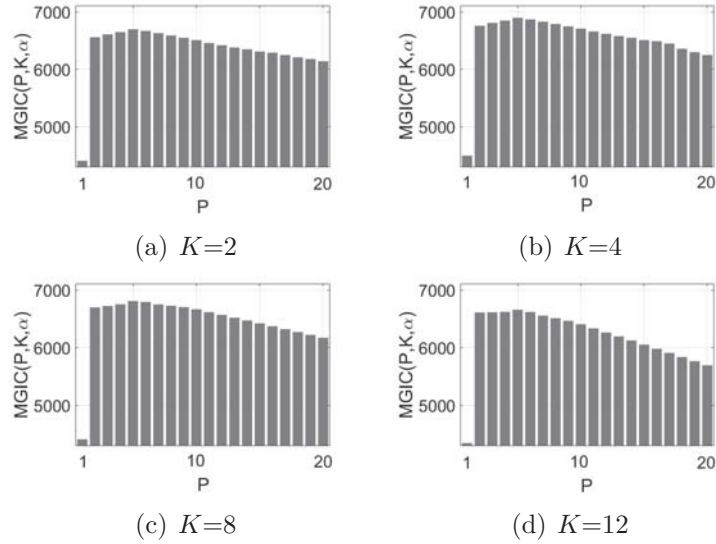 7000
6000
5000
MGIC(P,K,α)
1 10 20
P
(a) K=2
7000
6000
5000
MGIC(P,K,α)
1 10 20
P
(b) K=4
7000
6000
5000
MGIC(P,K,α)
1 10 20
P
(c) K=8
7000
6000
5000
MGIC(P,K,α)
1 10 20
P
(d) K=12